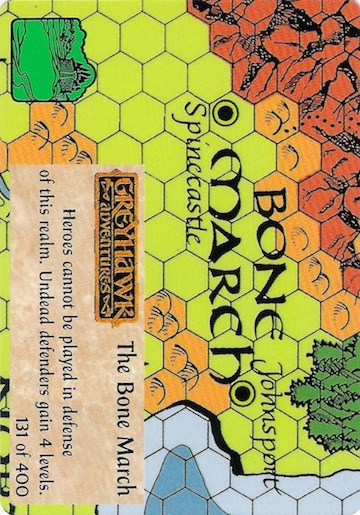 BONE
MARCH
Spinecastle
Johnsport
GREYHAWK
ADVENTURES
The Bone March
Heroes cannot be played in defense
of this realm. Undead defenders gain 4 levels.
131 of 400